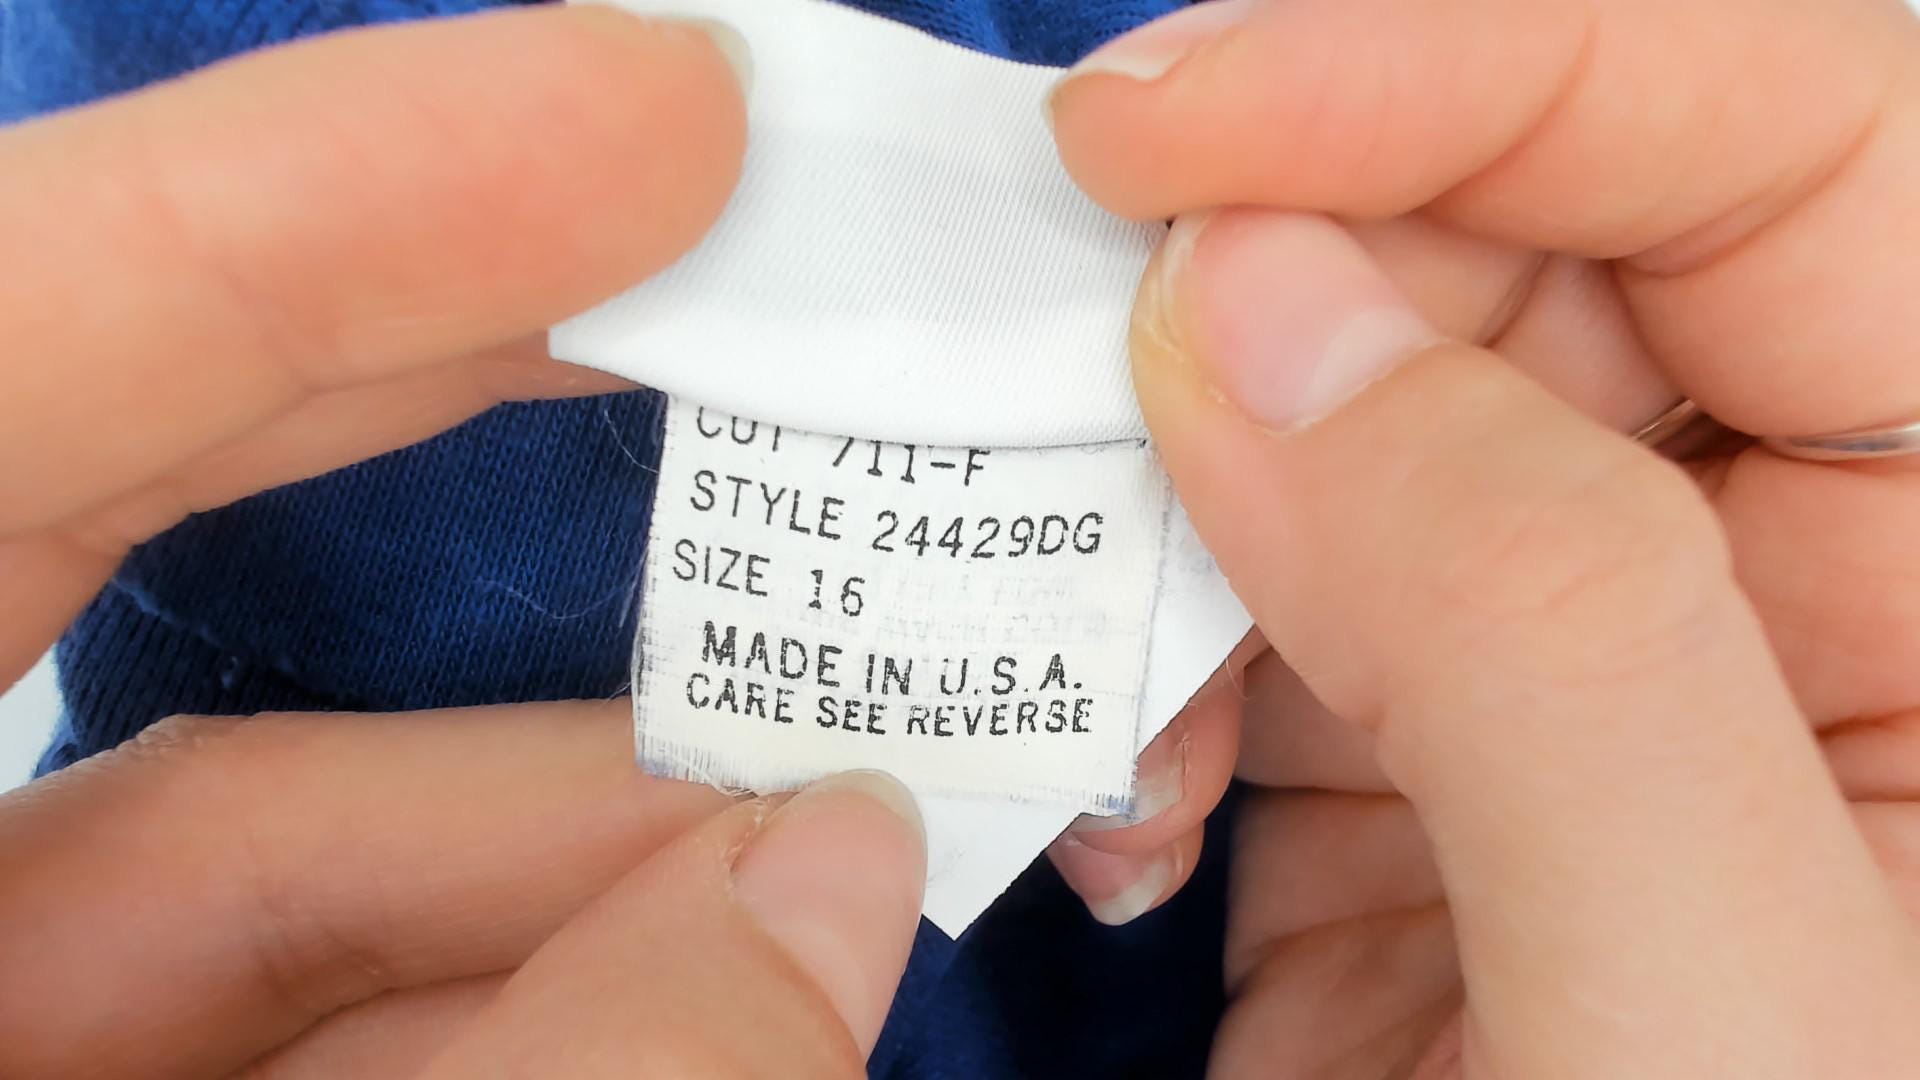 CUT 711-F
STYLE 24429DG
SIZE 16
MADE IN U.S.A.
CARE SEE REVERSE